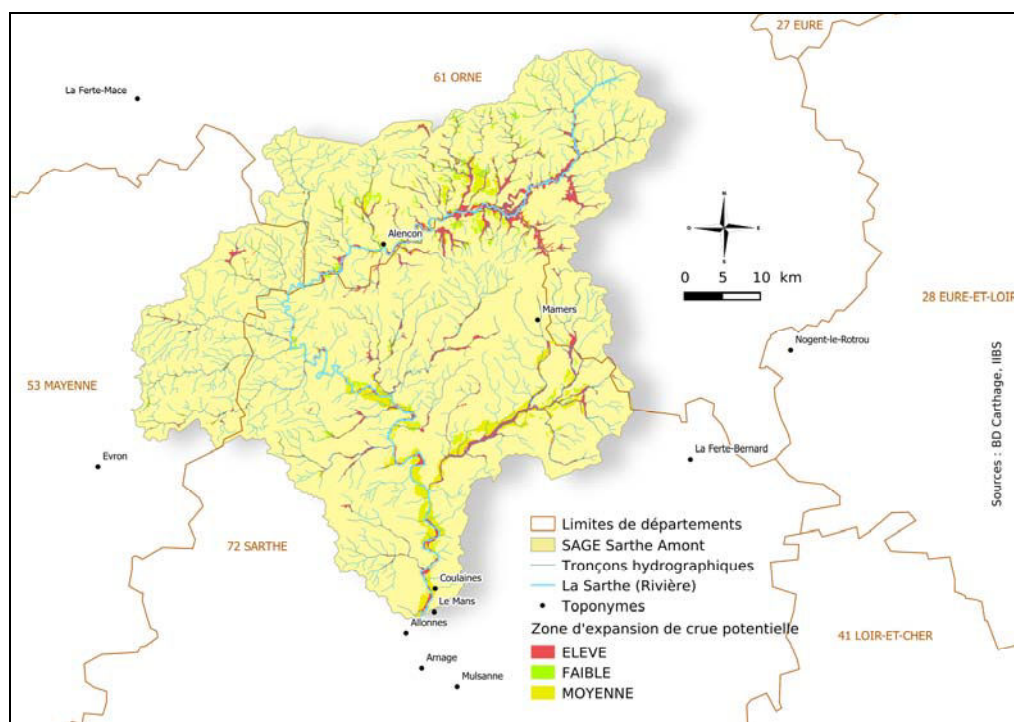 27 EURE
61 ORNE
La Ferte-Mace
Alencon
N
O
E
S
0 5 10 km
28 EURE-ET-LOIR
Mamers
Nogent-le-Rotrou
53 MAYENNE
Evron
La Ferte-Bernard
Sources : BD Carthage, IIBS
72 SARTHE
Limites de départements
SAGE Sarthe Amont
Tronçons hydrographiques
La Sarthe (Rivière)
Toponymes
Coulaines
Le Mans
Allonnes
Arnage
Mulsanne
Zone d'expansion de crue potentielle
ELEVE
FAIBLE
MOYENNE
41 LOIR-ET-CHER